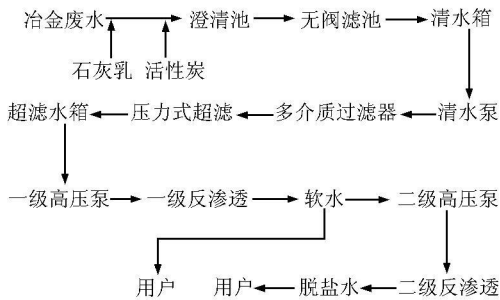 冶金废水 澄清池 无阀滤池 清水箱
石灰乳 活性炭
超滤水箱 压力式超滤 多介质过滤器 清水泵
一级高压泵 一级反渗透 软水 二级高压泵
用户 用户 脱盐水 二级反渗透